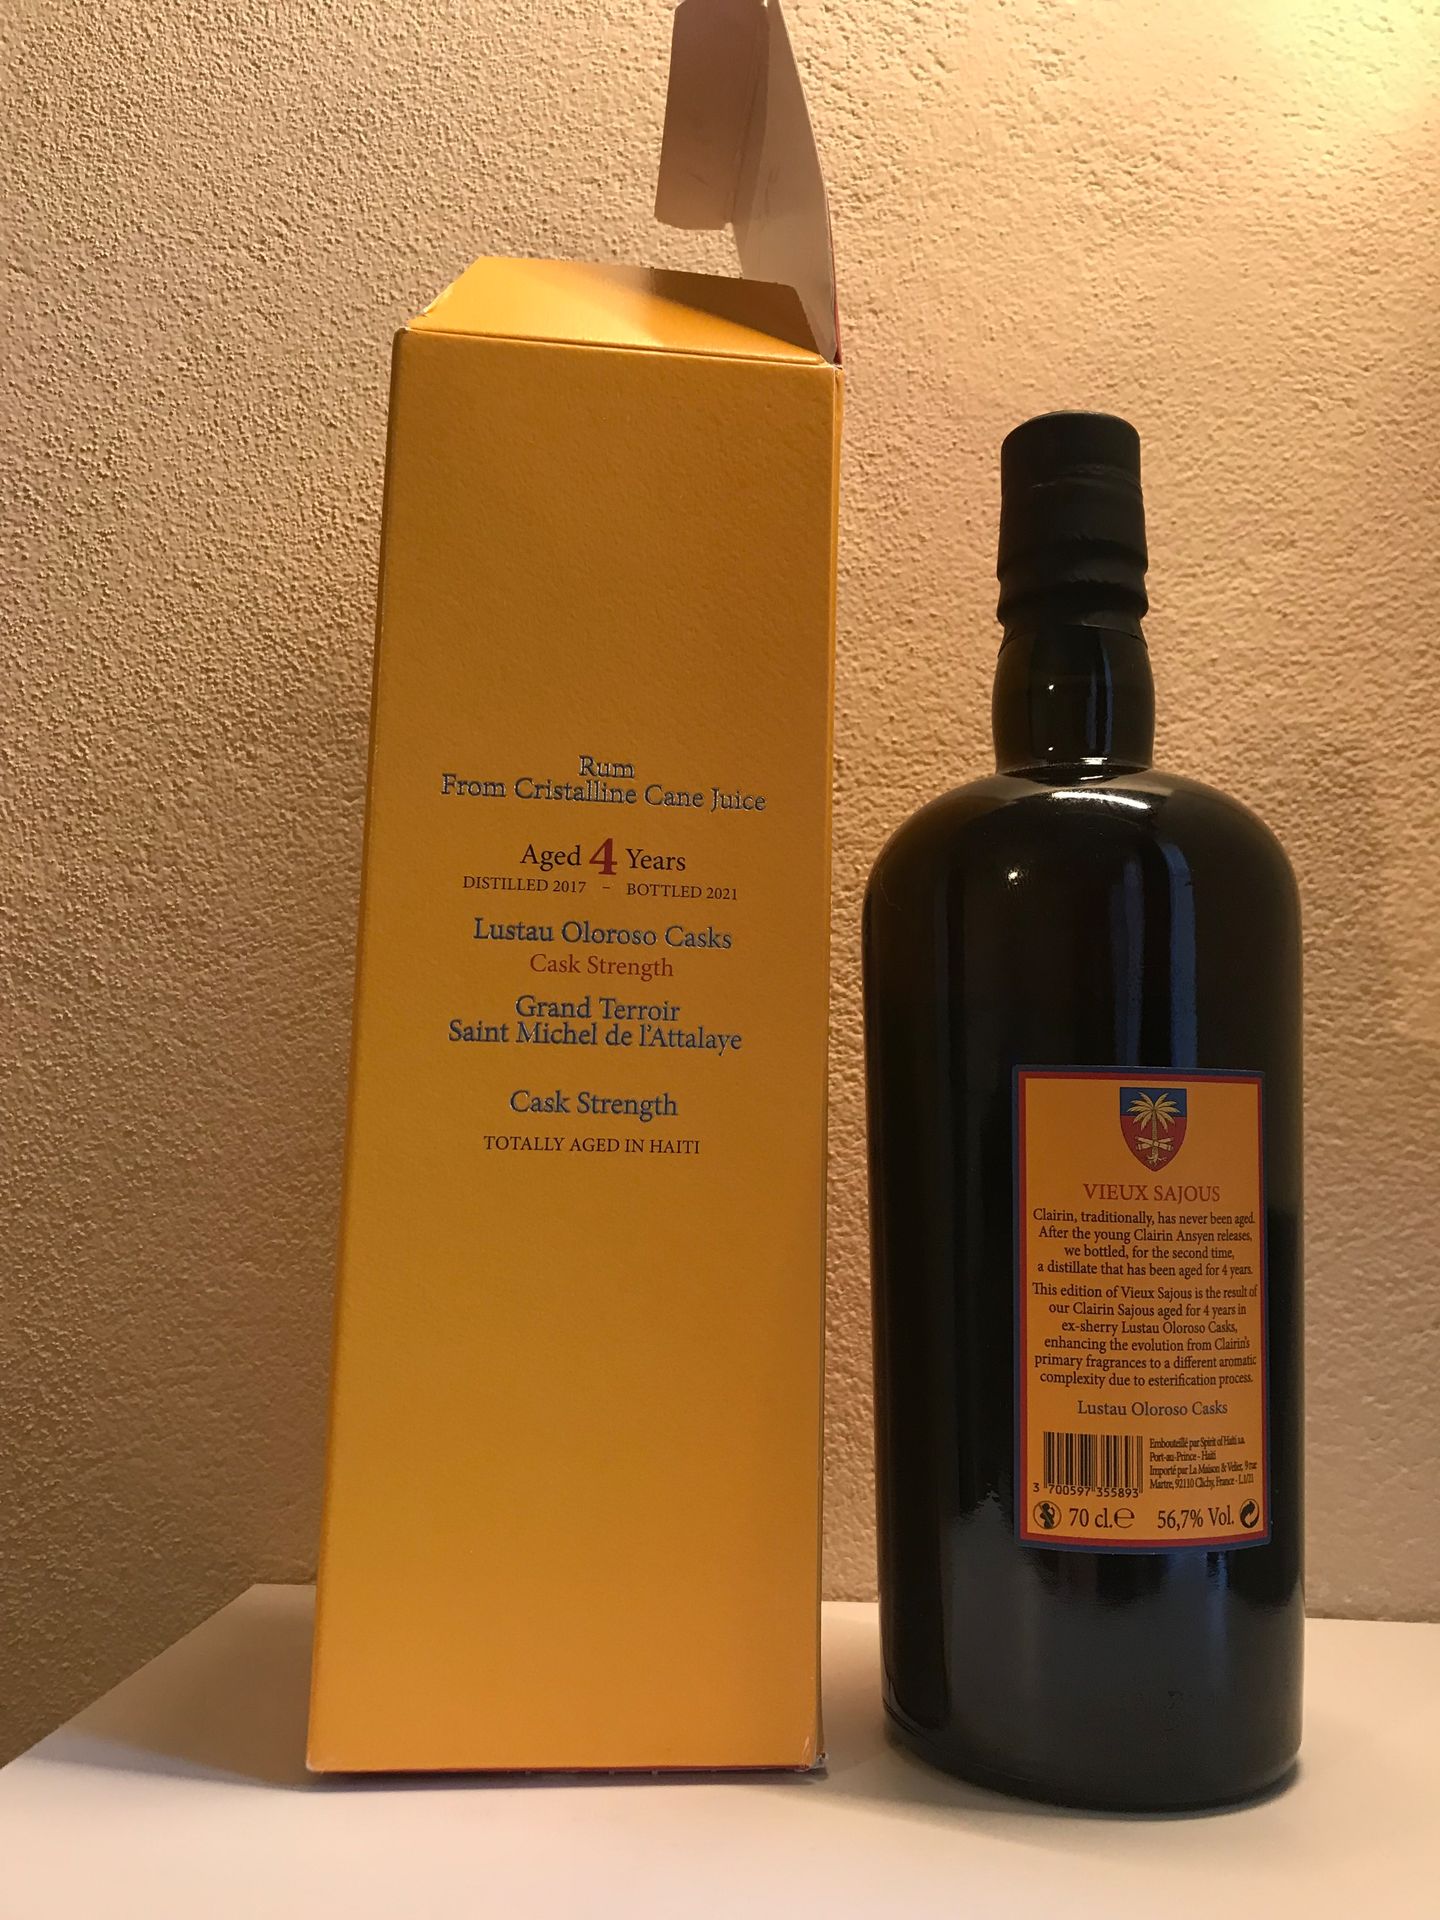 Rum
From Cristalline Cane Juice
Aged 4 Years
DISTILLED 2017 – BOTTLED 2021
Lustau Oloroso Casks
Cask Strength
Grand Terroir
Saint Michel de l'Attalaye
Cask Strength
TOTALLY AGED IN HAITI
VIEUX SAJOUS
Clairin, traditionally, has never been aged.
After the young Clairin Ansyen releases,
we bottled, for the second time,
a distillate that has been aged for 4 years.
This edition of Vieux Sajous is the result of
our Clairin Sajous aged for 4 years in
ex-sherry Lustau Oloroso Casks,
enhancing the evolution from Clairin's
primary fragrances to a different aromatic
complexity due to esterification process.
Lustau Oloroso Casks
Embouteillé par Spirit of Haïti s.a.
Port-au-Prince - Haïti
Importé par La Maison & Velier, 9 rue
Martre, 92110 Clichy, France - L.1/21
3 700597 355893
70 cl.e 56,7% Vol.